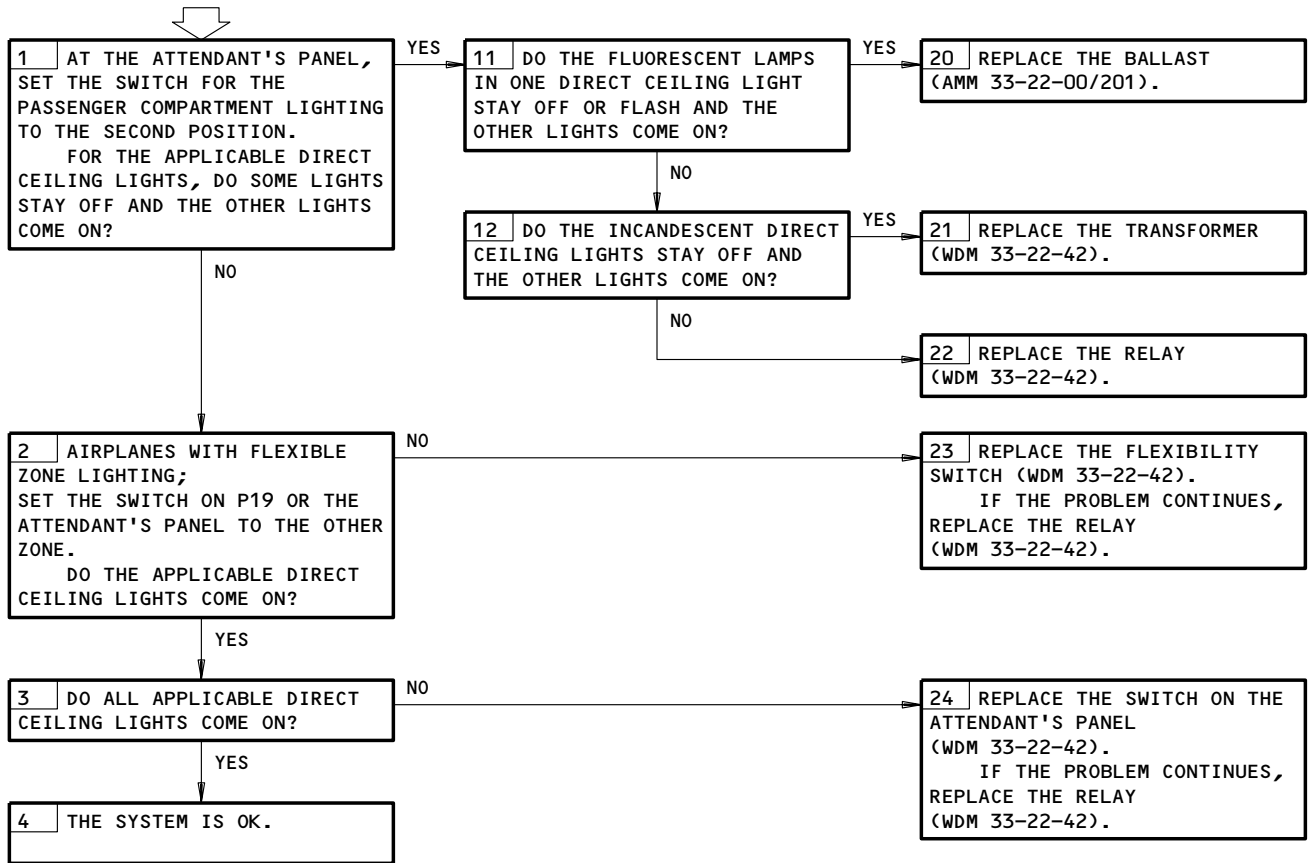 1 AT THE ATTENDANT'S PANEL,
SET THE SWITCH FOR THE
PASSENGER COMPARTMENT LIGHTING
TO THE SECOND POSITION.
FOR THE APPLICABLE DIRECT
CEILING LIGHTS, DO SOME LIGHTS
STAY OFF AND THE OTHER LIGHTS
COME ON?
YES
11 DO THE FLUORESCENT LAMPS
IN ONE DIRECT CEILING LIGHT
STAY OFF OR FLASH AND THE
OTHER LIGHTS COME ON?
YES
20 REPLACE THE BALLAST
(AMM 33-22-00/201).
NO
12 DO THE INCANDESCENT DIRECT
CEILING LIGHTS STAY OFF AND
THE OTHER LIGHTS COME ON?
YES
21 REPLACE THE TRANSFORMER
(WDM 33-22-42).
NO
NO
22 REPLACE THE RELAY
(WDM 33-22-42).
2 AIRPLANES WITH FLEXIBLE
ZONE LIGHTING;
SET THE SWITCH ON P19 OR THE
ATTENDANT'S PANEL TO THE OTHER
ZONE.
DO THE APPLICABLE DIRECT
CEILING LIGHTS COME ON?
NO
23 REPLACE THE FLEXIBILITY
SWITCH (WDM 33-22-42).
IF THE PROBLEM CONTINUES,
REPLACE THE RELAY
(WDM 33-22-42).
YES
3 DO ALL APPLICABLE DIRECT
CEILING LIGHTS COME ON?
NO
24 REPLACE THE SWITCH ON THE
ATTENDANT'S PANEL
(WDM 33-22-42).
IF THE PROBLEM CONTINUES,
REPLACE THE RELAY
(WDM 33-22-42).
YES
4 THE SYSTEM IS OK.